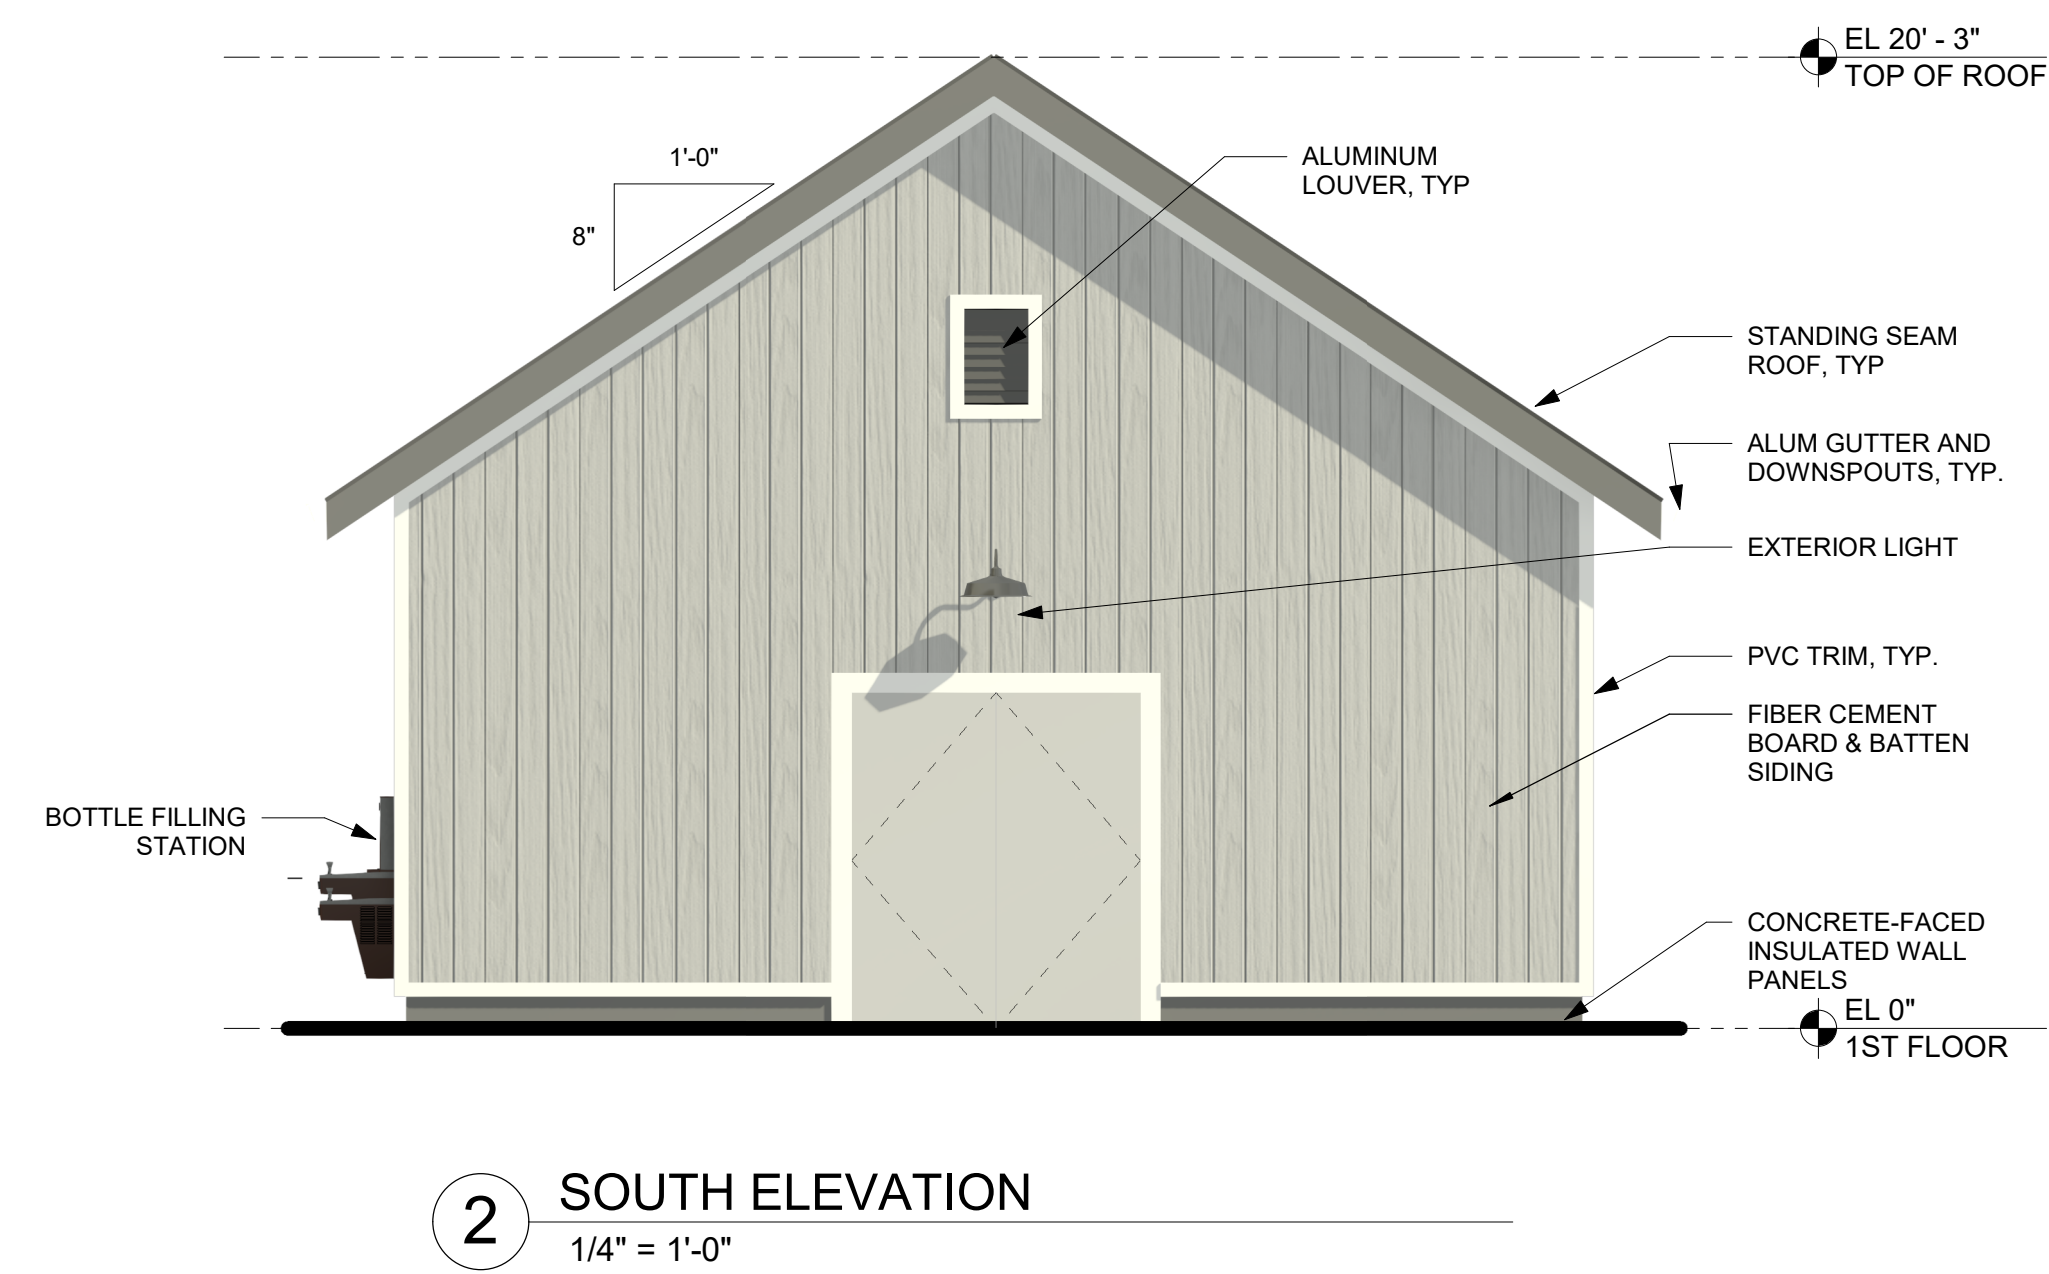 EL 20' - 3"
TOP OF ROOF
1'-0"
8"
ALUMINUM
LOUVER, TYP
STANDING SEAM
ROOF, TYP
ALUM GUTTER AND
DOWNSPOUTS, TYP.
EXTERIOR LIGHT
PVC TRIM, TYP.
FIBER CEMENT
BOARD & BATTEN
SIDING
BOTTLE FILLING
STATION
CONCRETE-FACED
INSULATED WALL
PANELS
EL 0"
1ST FLOOR
2
SOUTH ELEVATION
1/4" = 1'-0"